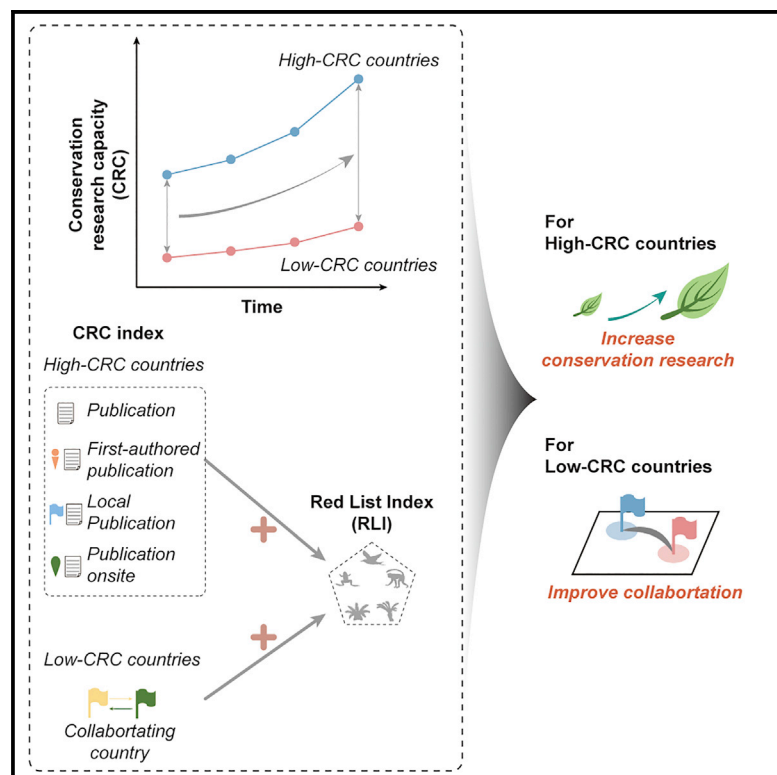 High-CRC countries
Conservation
research capacity
(CRC)
Low-CRC countries
Time
CRC index
High-CRC countries
Publication
First-authored
publication
Local
Publication
Publication
onsite
Red List Index
(RLI)
Low-CRC countries
Collabortating
country
For
High-CRC countries
Increase
conservation research
For
Low-CRC countries
Improve collabortation